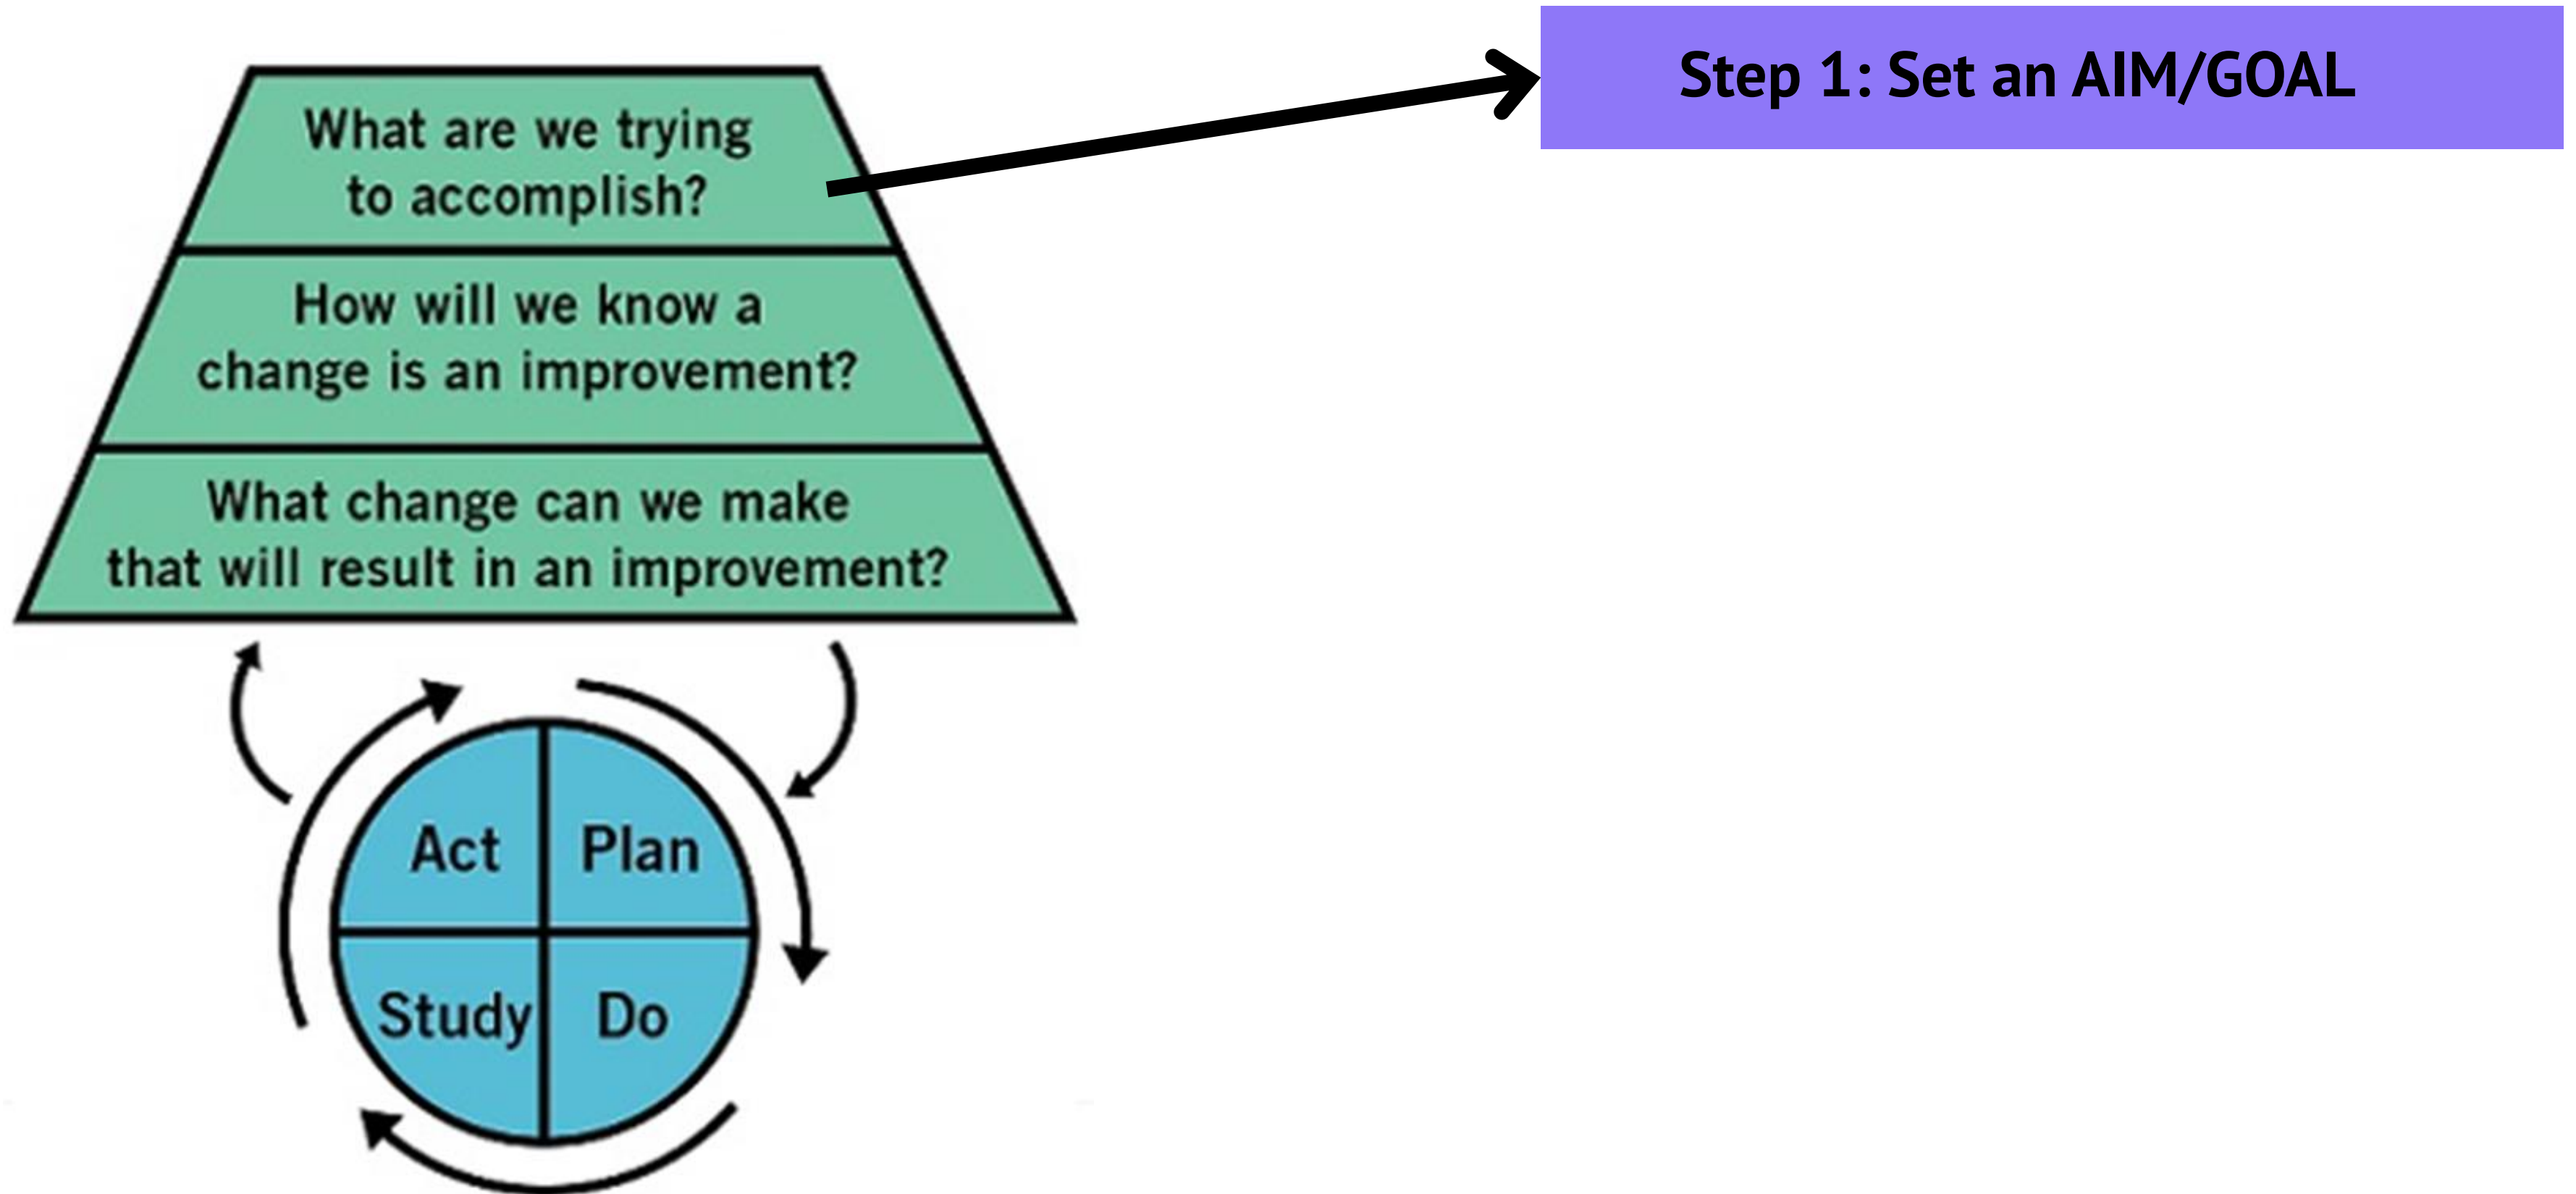 Step 1: Set an AIM/GOAL
What are we trying
to accomplish?
How will we know a
change is an improvement?
What change can we make
that will result in an improvement?
Act
Plan
Study
Do